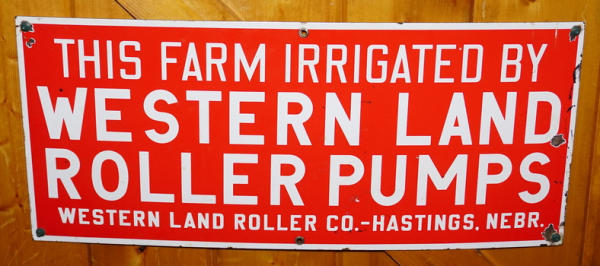 THIS FARM IRRIGATED BY
WESTERN LAND
ROLLER PUMPS
WESTERN LAND ROLLER CO.-HASTINGS, NEBR.